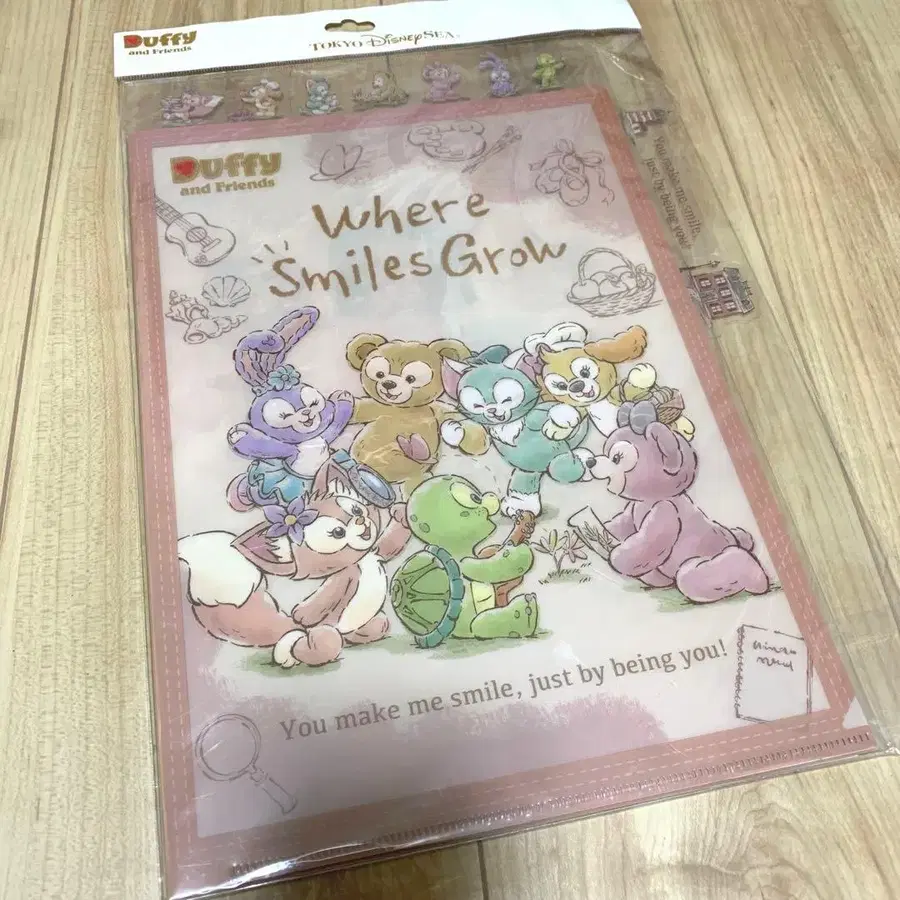 Duffy
and Friends
TOKYO DISNEYSEA
Duffy
and Friends
Where
Smiles Grow
You make me smile,
just by being you!
You make me smile, just by being you!